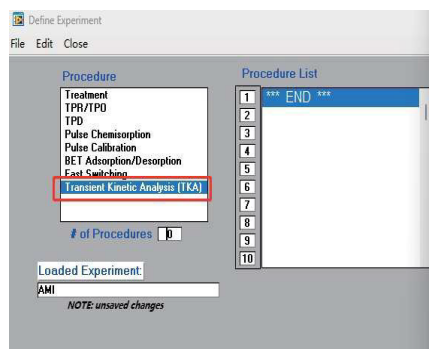 Define Experiment
File Edit Close
Procedure
Treatment
TPR/TPO
TPD
Pulse Chemisorption
Pulse Calibration
BET Adsorption/Desorption
Fast Switching
Transient Kinetic Analysis (TKA)
# of Procedures 0
Loaded Experiment:
AMI
NOTE: unsaved changes
Procedure List
1 *** END ***
2
3
4
5
6
7
8
9
10